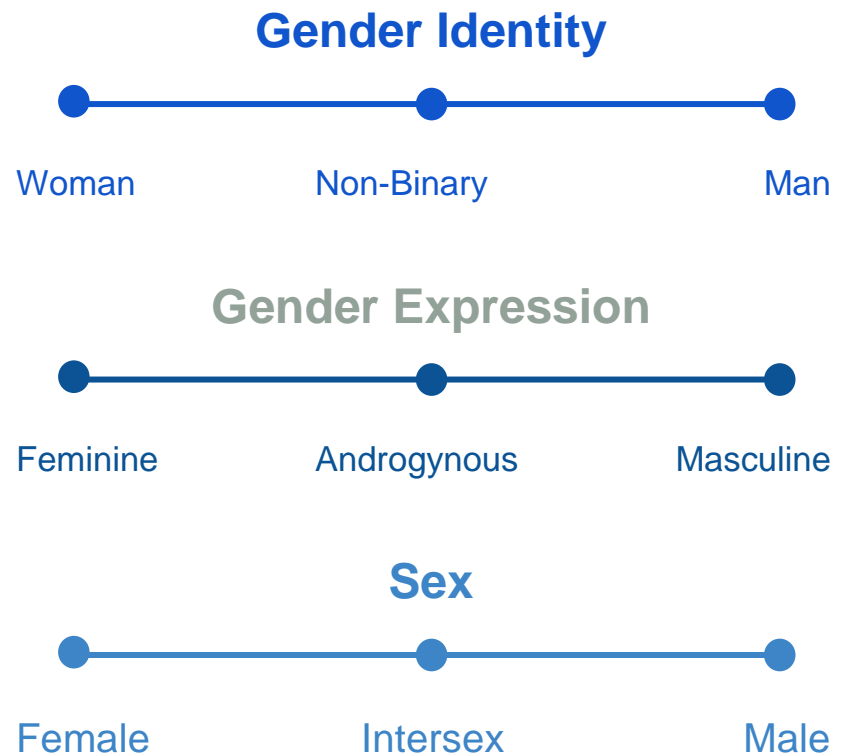 Gender Identity
Woman Non-Binary Man
Gender Expression
Feminine Androgynous Masculine
Sex
Female Intersex Male